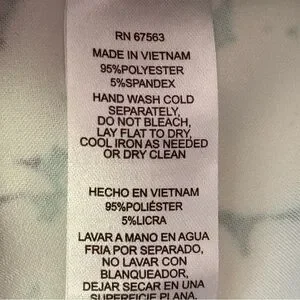 RN 67563
MADE IN VIETNAM
95%POLYESTER
5%SPANDEX
HAND WASH COLD
SEPARATELY,
DO NOT BLEACH,
LAY FLAT TO DRY,
COOL IRON AS NEEDED
OR DRY CLEAN
HECHO EN VIETNAM
95%POLIÉSTER
5%LICRA
LAVAR A MANO EN AGUA
FRIA POR SEPARADO,
NO LAVAR CON
BLANQUEADOR,
DEJAR SECAR EN UNA
SUPERFICIE PLANA,